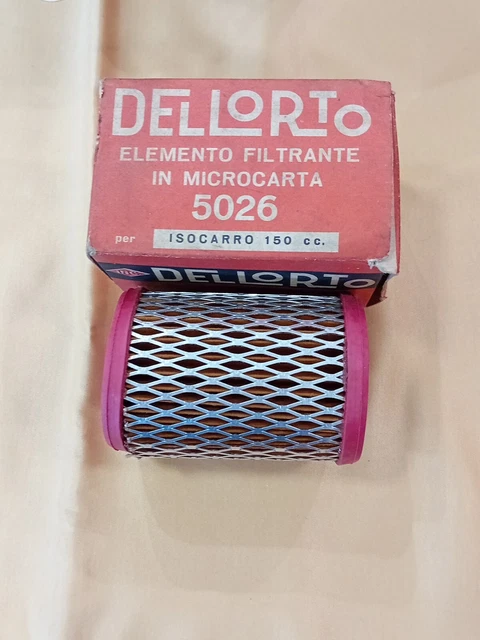 DELLORTO
ELEMENTO FILTRANTE
IN MICROCARTA
5026
per ISOCARRO 150 cc.
DELLORTO